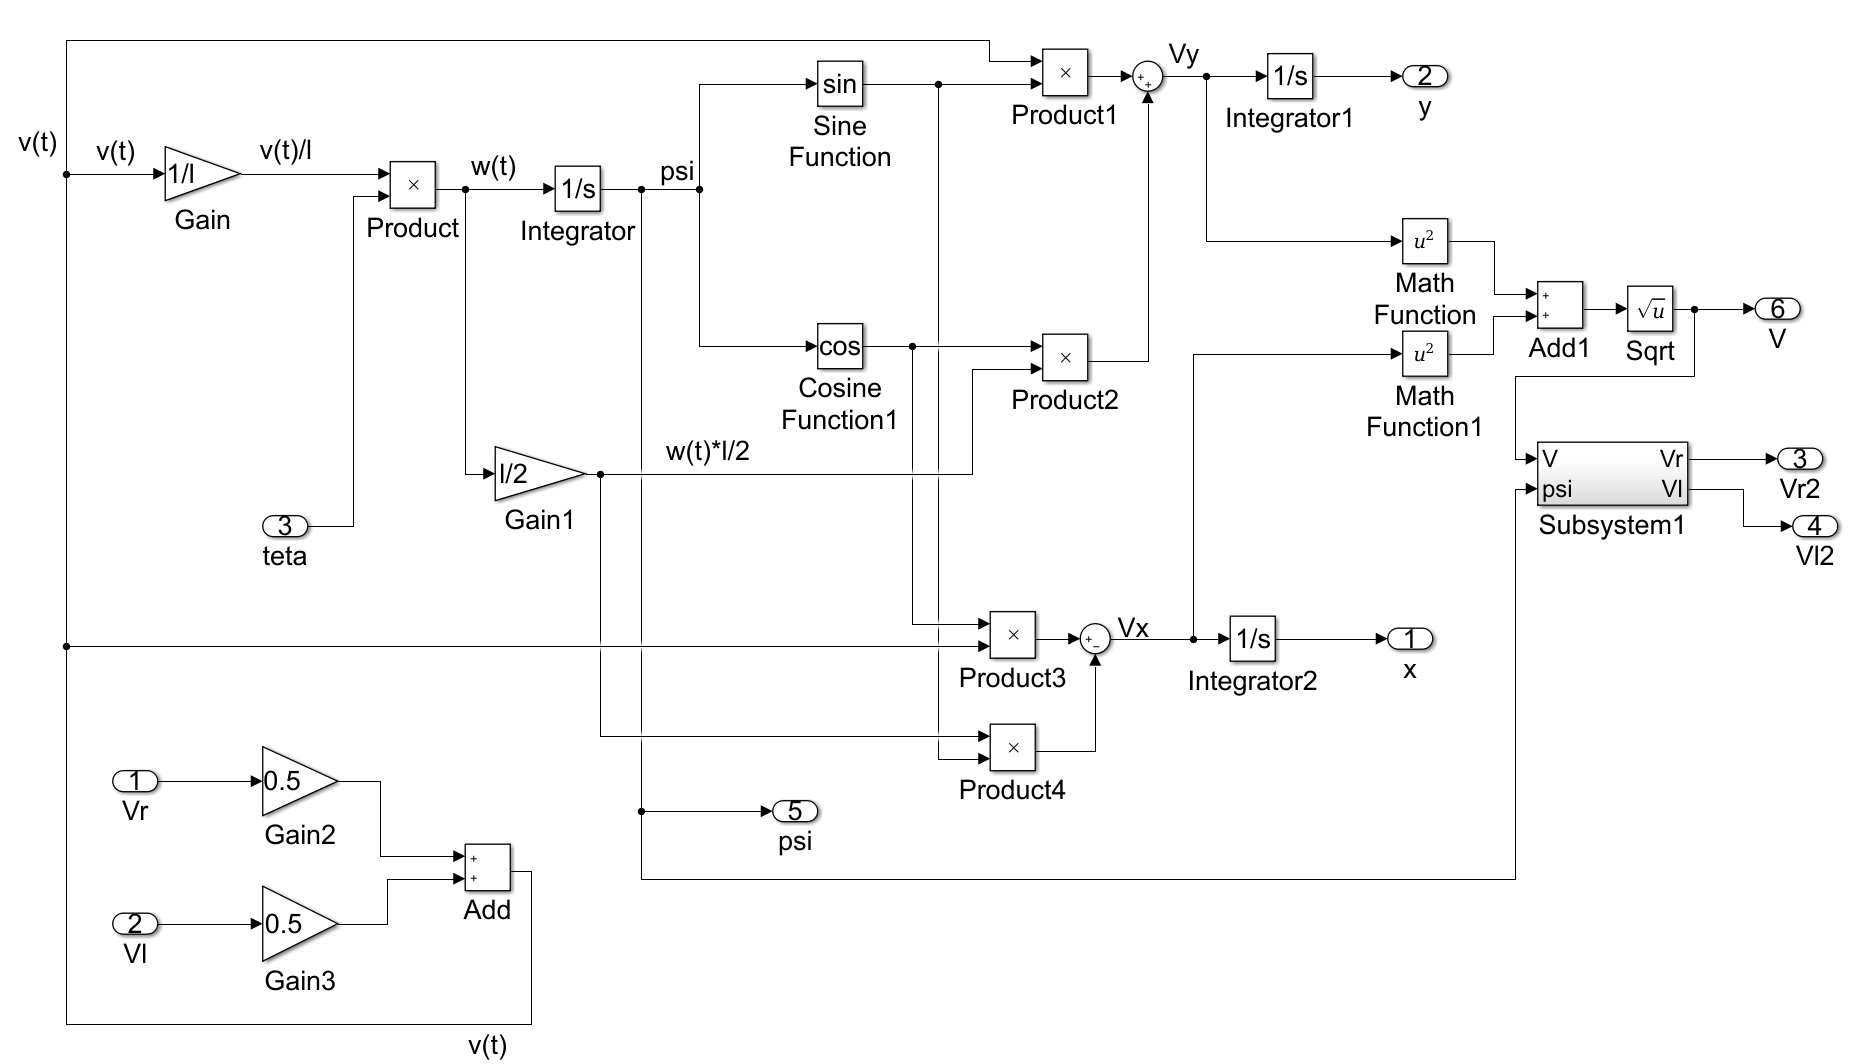 Vy
sin
×
1/s
2
Product1
Integrator1
y
Sine
Function
v(t)
v(t)
v(t)/l
1/l
Gain
×
Product
w(t)
1/s
Integrator
psi
u²
Math
Function
cos
Cosine
Function1
×
Product2
u²
Math
Function1
+
+
Add1
√u
Sqrt
6
V
w(t)*l/2
l/2
Gain1
3
teta
V
psi
Vr
Vl
Subsystem1
3
Vr2
4
Vl2
×
Product3
+
−
Vx
1/s
Integrator2
1
x
×
Product4
+
+
5
psi
1
Vr
0.5
Gain2
2
Vl
0.5
Gain3
+
+
Add
v(t)